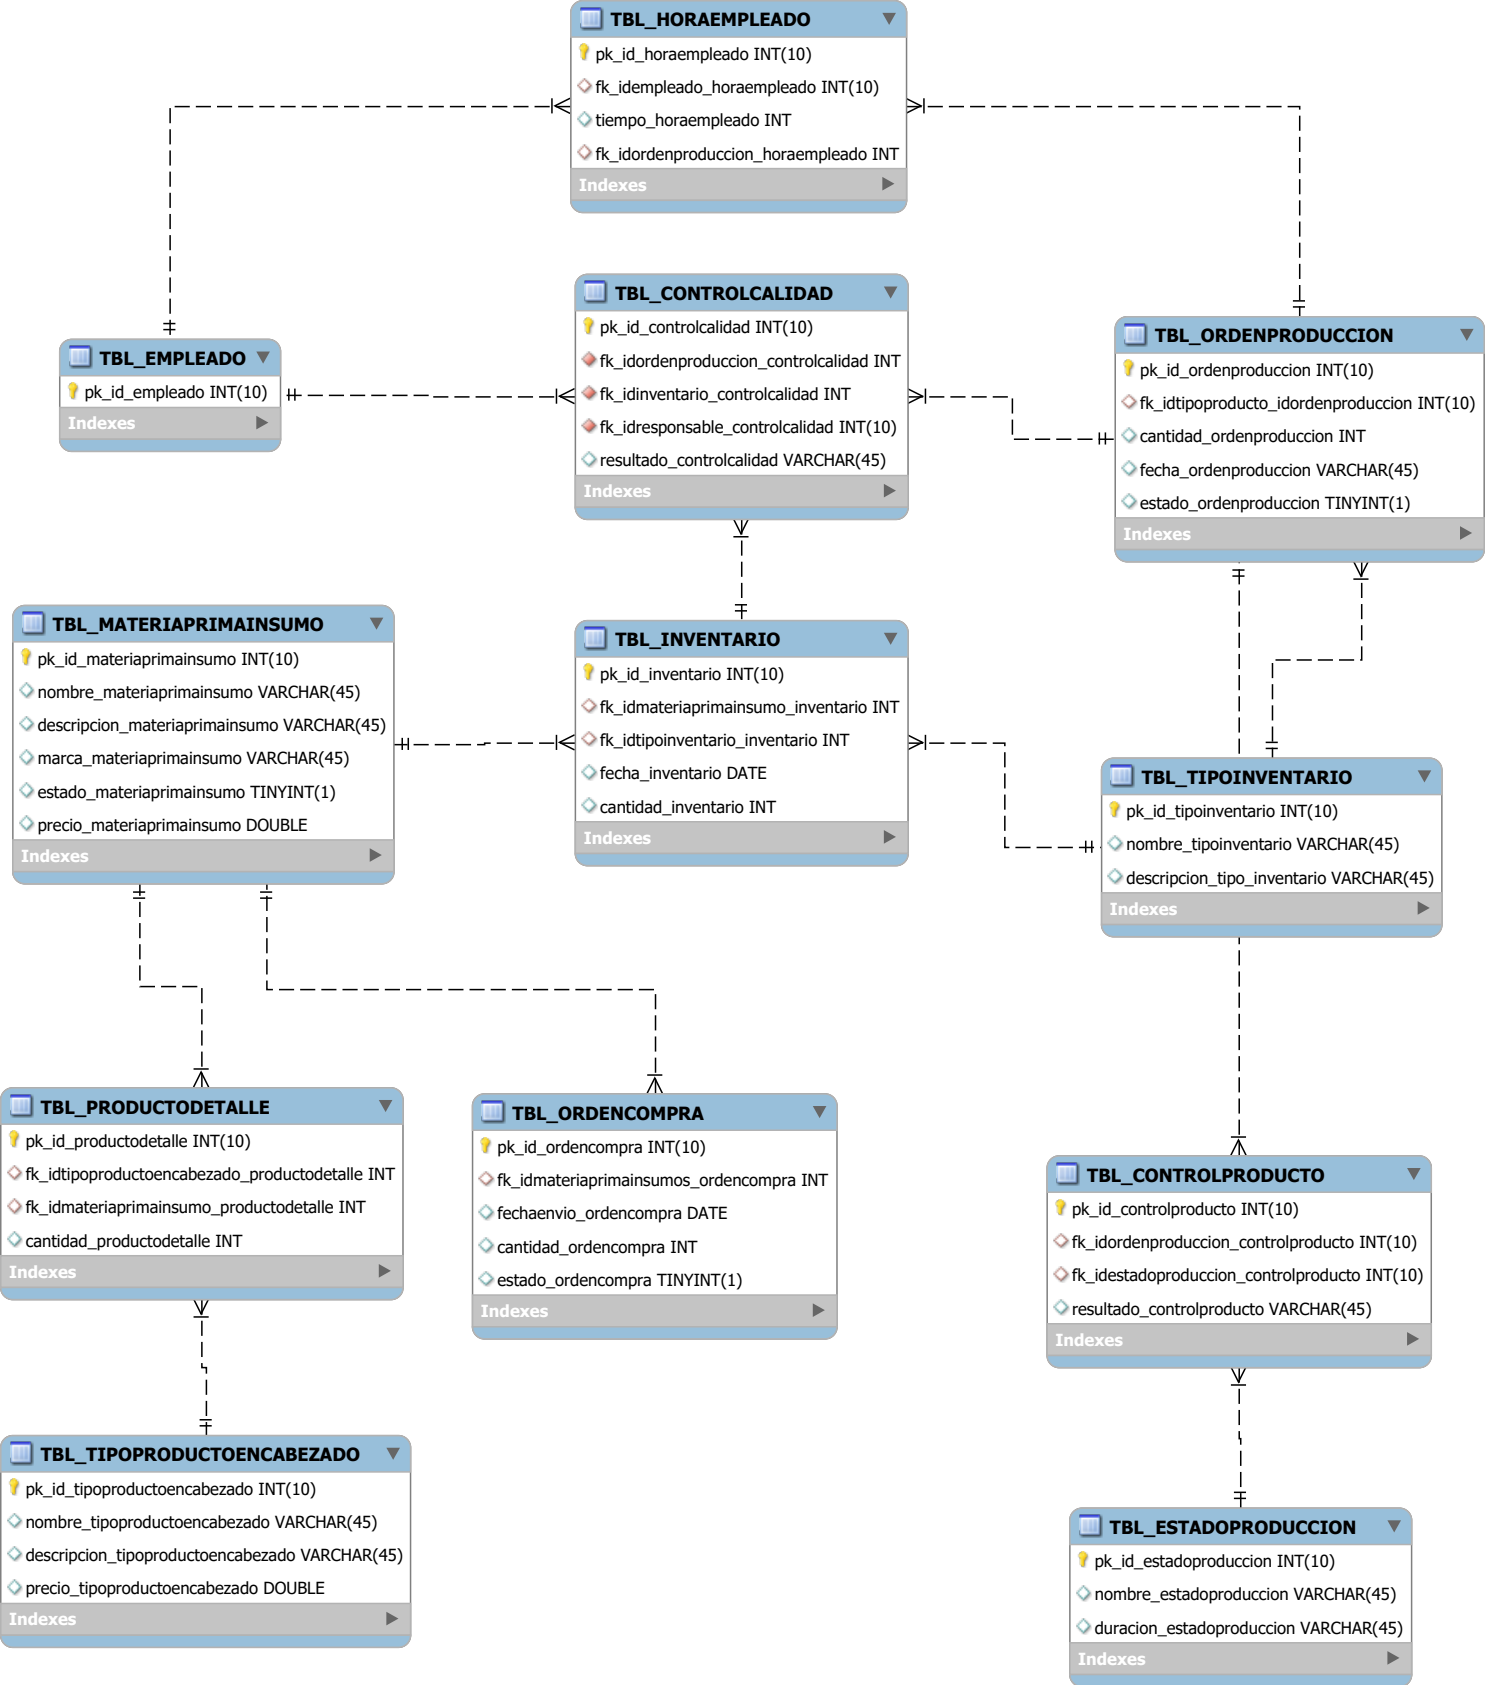 TBL_HORAEMPLEADO
pk_id_horaempleado INT(10)
fk_idempleado_horaempleado INT(10)
tiempo_horaempleado INT
fk_idordenproduccion_horaempleado INT
Indexes
TBL_CONTROLCALIDAD
pk_id_controlcalidad INT(10)
fk_idordenproduccion_controlcalidad INT
fk_idinventario_controlcalidad INT
fk_idresponsable_controlcalidad INT(10)
resultado_controlcalidad VARCHAR(45)
Indexes
TBL_ORDENPRODUCCION
pk_id_ordenproduccion INT(10)
fk_idtipoproducto_idordenproduccion INT(10)
cantidad_ordenproduccion INT
fecha_ordenproduccion VARCHAR(45)
estado_ordenproduccion TINYINT(1)
Indexes
TBL_EMPLEADO
pk_id_empleado INT(10)
Indexes
TBL_MATERIAPRIMAINSUMO
pk_id_materiaprimainsumo INT(10)
nombre_materiaprimainsumo VARCHAR(45)
descripcion_materiaprimainsumo VARCHAR(45)
marca_materiaprimainsumo VARCHAR(45)
estado_materiaprimainsumo TINYINT(1)
precio_materiaprimainsumo DOUBLE
Indexes
TBL_INVENTARIO
pk_id_inventario INT(10)
fk_idmateriaprimainsumo_inventario INT
fk_idtipoinventario_inventario INT
fecha_inventario DATE
cantidad_inventario INT
Indexes
TBL_TIPOINVENTARIO
pk_id_tipoinventario INT(10)
nombre_tipoinventario VARCHAR(45)
descripcion_tipo_inventario VARCHAR(45)
Indexes
TBL_PRODUCTODETALLE
pk_id_productodetalle INT(10)
fk_idtipoproductoencabezado_productodetalle INT
fk_idmateriaprimainsumo_productodetalle INT
cantidad_productodetalle INT
Indexes
TBL_ORDENCOMPRA
pk_id_ordencompra INT(10)
fk_idmateriaprimainsumos_ordencompra INT
fechaenvio_ordencompra DATE
cantidad_ordencompra INT
estado_ordencompra TINYINT(1)
Indexes
TBL_CONTROLPRODUCTO
pk_id_controlproducto INT(10)
fk_idordenproduccion_controlproducto INT(10)
fk_idestadoproduccion_controlproducto INT(10)
resultado_controlproducto VARCHAR(45)
Indexes
TBL_TIPOPRODUCTOENCABEZADO
pk_id_tipoproductoencabezado INT(10)
nombre_tipoproductoencabezado VARCHAR(45)
descripcion_tipoproductoencabezado VARCHAR(45)
precio_tipoproductoencabezado DOUBLE
Indexes
TBL_ESTADOPRODUCCION
pk_id_estadoproduccion INT(10)
nombre_estadoproduccion VARCHAR(45)
duracion_estadoproduccion VARCHAR(45)
Indexes